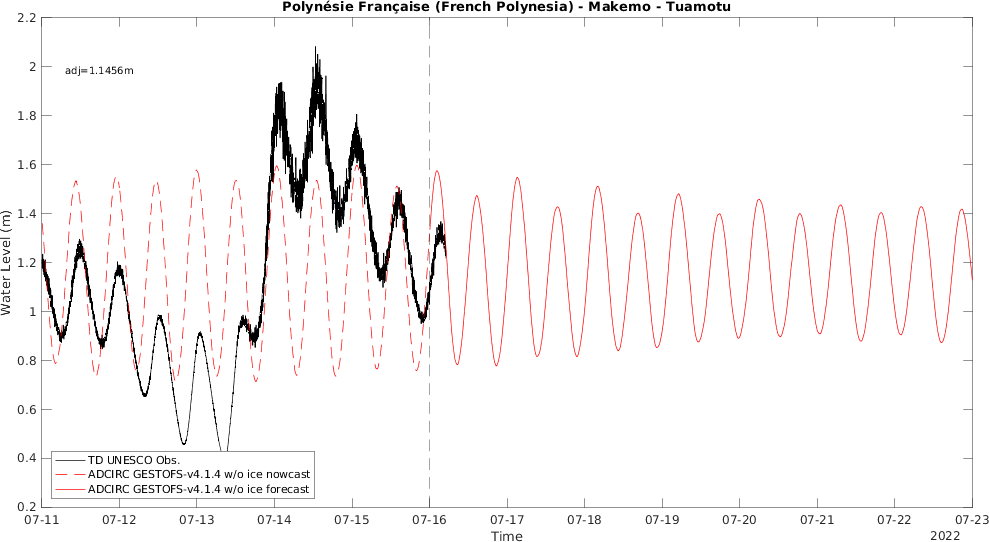 Polynésie Française (French Polynesia) - Makemo - Tuamotu
2.2
2
1.8
1.6
1.4
1.2
1
0.8
0.6
0.4
0.2
Water Level (m)
adj=1.1456m
TD UNESCO Obs.
ADCIRC GESTOFS-v4.1.4 w/o ice nowcast
ADCIRC GESTOFS-v4.1.4 w/o ice forecast
07-11 07-12 07-13 07-14 07-15 07-16 07-17 07-18 07-19 07-20 07-21 07-22 07-23
Time
2022